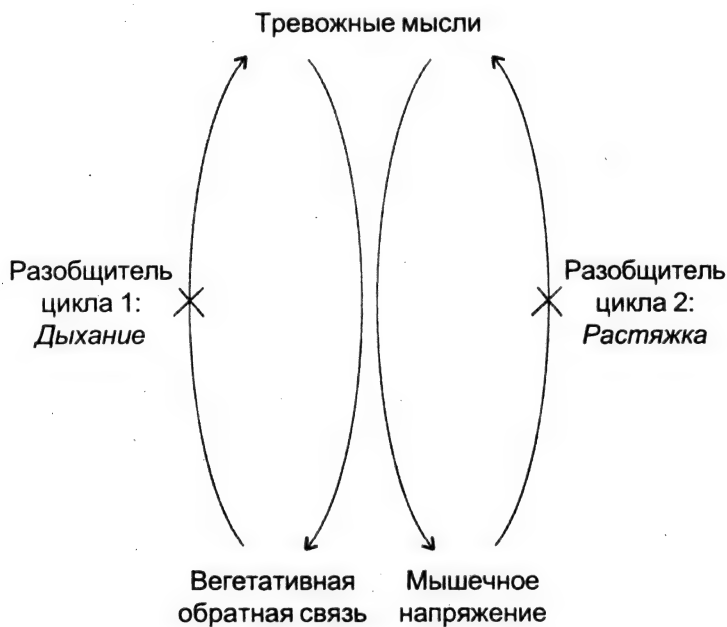 Тревожные мысли
Разобщитель
цикла 1:
Дыхание
Разобщитель
цикла 2:
Растяжка
Вегетативная
обратная связь
Мышечное
напряжение